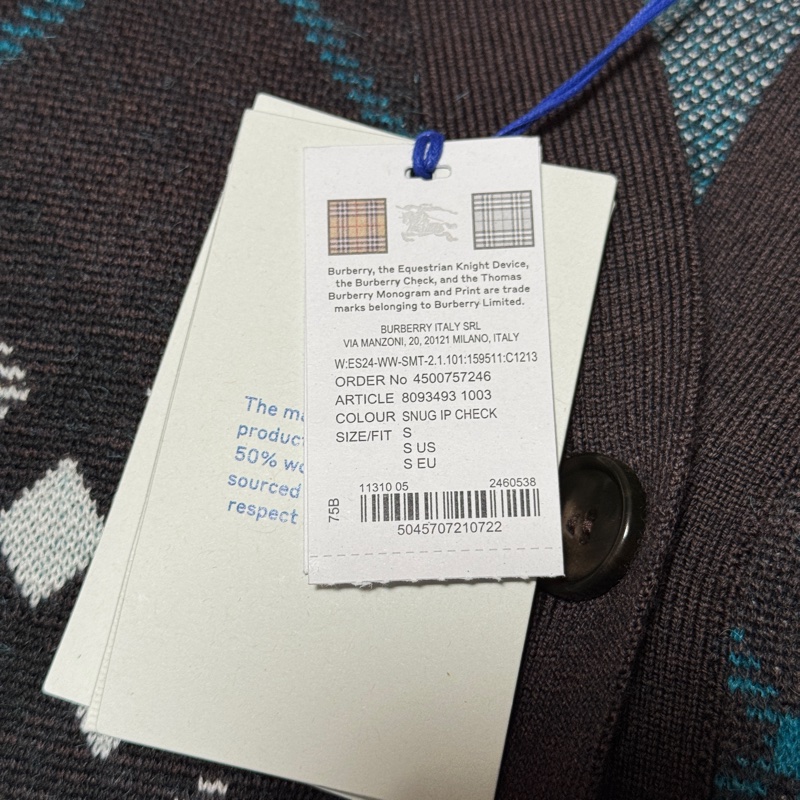 Burberry, the Equestrian Knight Device,
the Burberry Check, and the Thomas
Burberry Monogram and Print are trade
marks belonging to Burberry Limited.
BURBERRY ITALY SRL
VIA MANZONI, 20, 20121 MILANO, ITALY
W:ES24-WW-SMT-2.1.101:159511:C1213
ORDER No 4500757246
ARTICLE 8093493 1003
COLOUR SNUG IP CHECK
SIZE/FIT S
S US
S EU
11310 05 2460538
75B
5045707210722
The
50%
sourced
respect